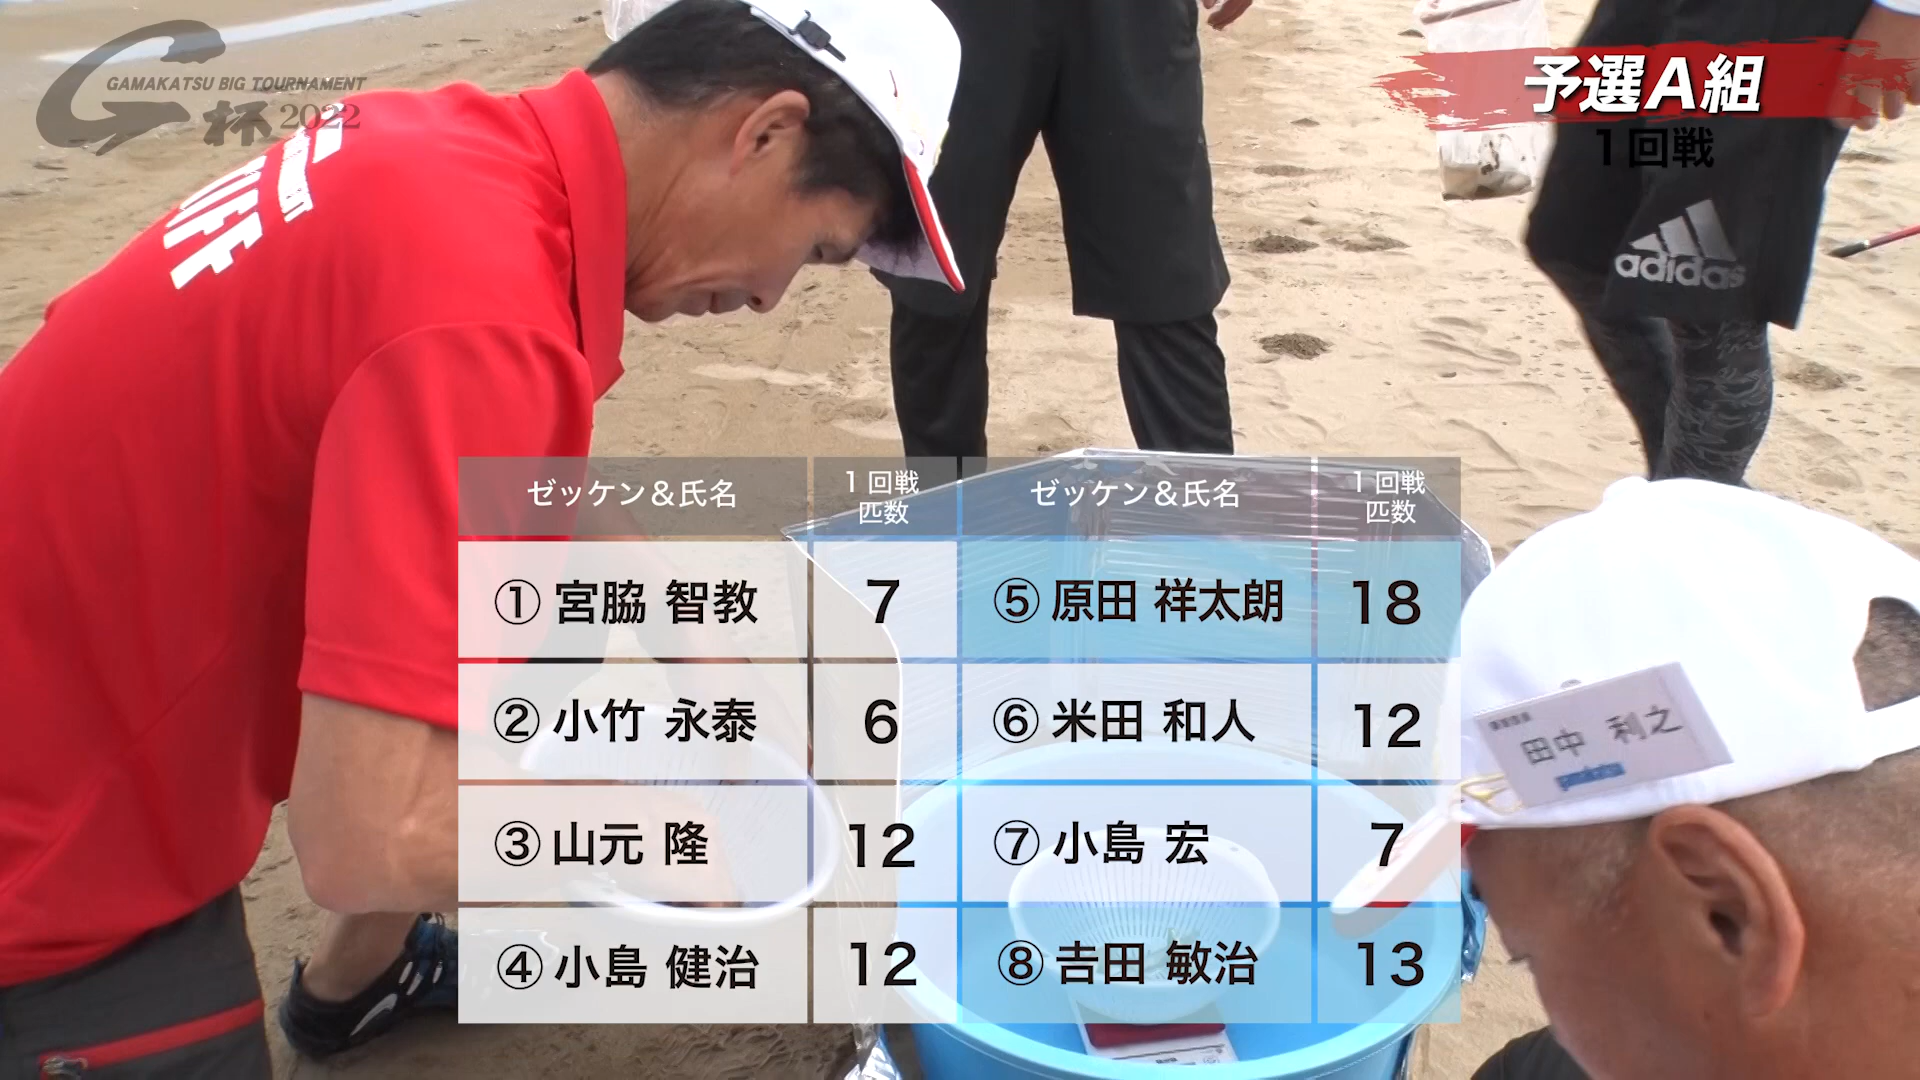 GAMAKATSU BIG TOURNAMENT
G杯2022
予選A組
1回戦
adidas
ゼッケン&氏名 1回戦匹数 ゼッケン&氏名 1回戦匹数
①宮脇 智教 7 ⑤原田 祥太朗 18
②小竹 永泰 6 ⑥米田 和人 12
③山元 隆 12 ⑦小島 宏 7
④小島 健治 12 ⑧吉田 敏治 13
田中 利之